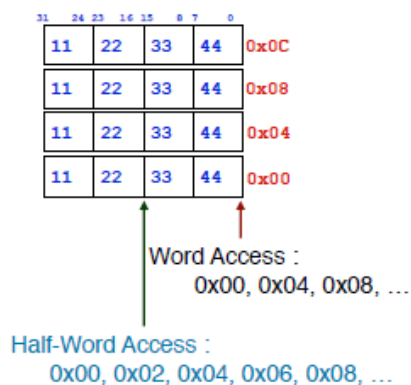 31 24 23 16 15 8 7 0
11 22 33 44 0x0C
11 22 33 44 0x08
11 22 33 44 0x04
11 22 33 44 0x00
Word Access :
0x00, 0x04, 0x08, ...
Half-Word Access :
0x00, 0x02, 0x04, 0x06, 0x08, ...